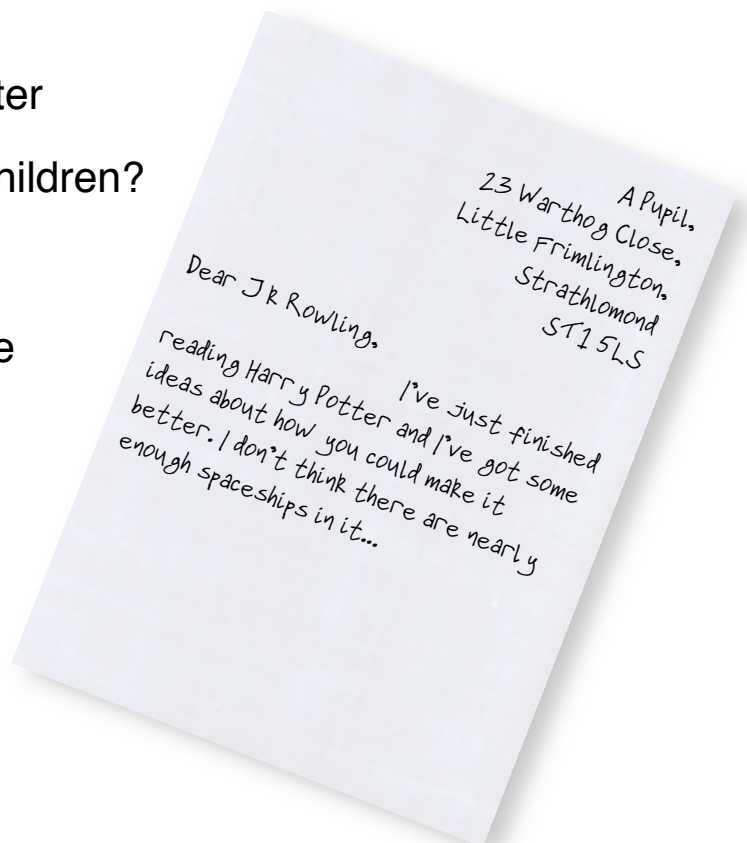 ter
hildren?
e
A Pupil,
23 Warthog Close,
Little Frimlington,
Strathlomond
ST1 5LS
Dear J k Rowling,
I've just finished
reading Harry Potter and I've got some
ideas about how you could make it
better. I don't think there are nearly
enough spaceships in it...